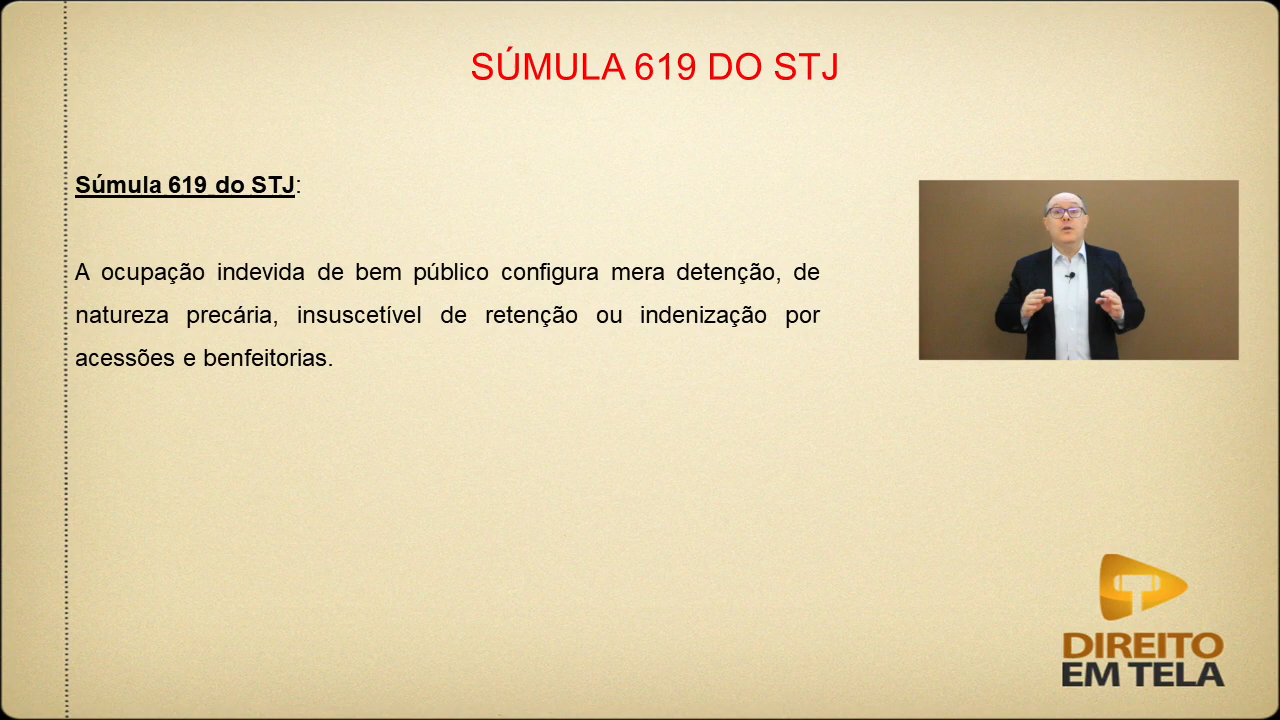 SÚMULA 619 DO STJ
Súmula 619 do STJ:
A ocupação indevida de bem público configura mera detenção, de
natureza precária, insuscetível de retenção ou indenização por
acessões e benfeitorias.
DIREITO
EM TELA